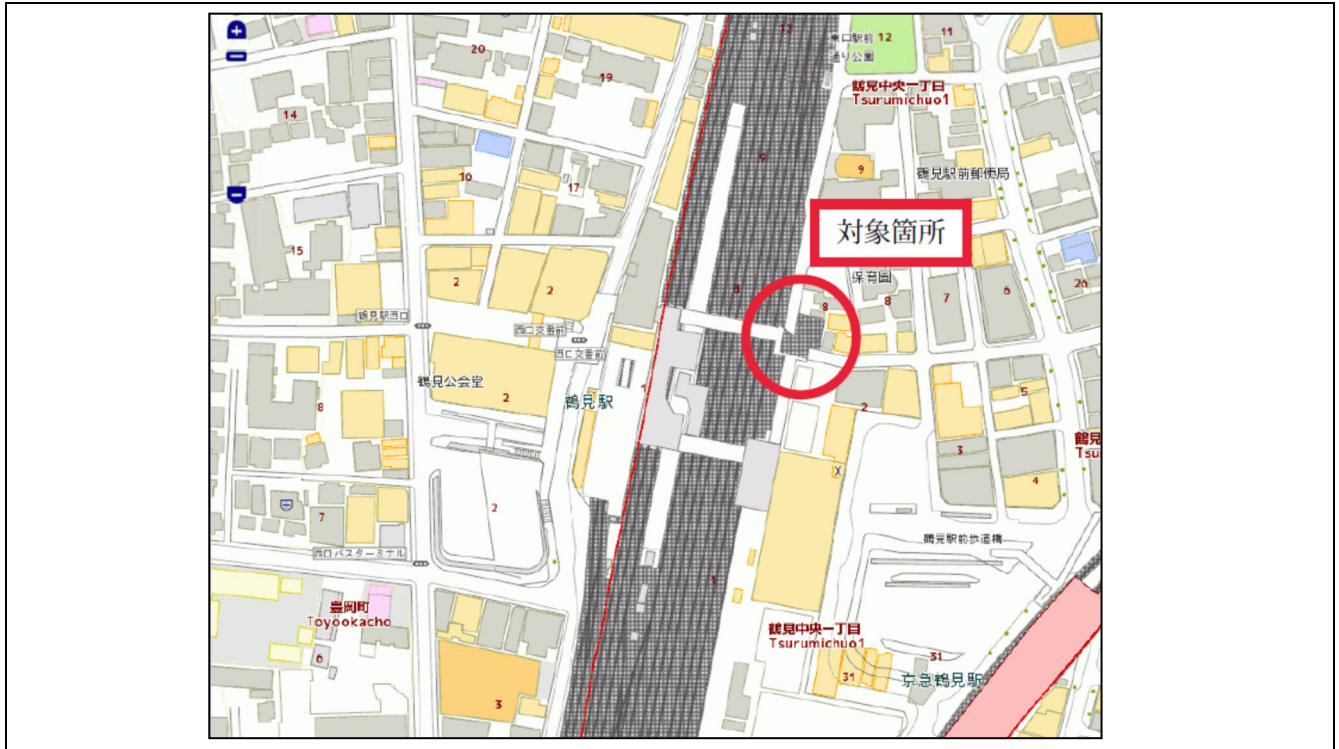 12
東口駅前
通り公園
12
11
20
19
鶴見中央一丁目
Tsurumichuo1
14
9
9
鶴見駅前郵便局
10
17
対象箇所
15
保育園
2
2
8
8
8
7
6
26
鶴見駅西口
西口交番前
西口交番前
鶴見公会堂
2
鶴見駅
1
2
5
8
3
鶴見
Tsu
4
X
2
7
鶴見駅前歩道橋
西口バスターミナル
1
豊岡町
Toyookacho
鶴見中央一丁目
Tsurumichuo1
6
31
31
京急鶴見駅
3